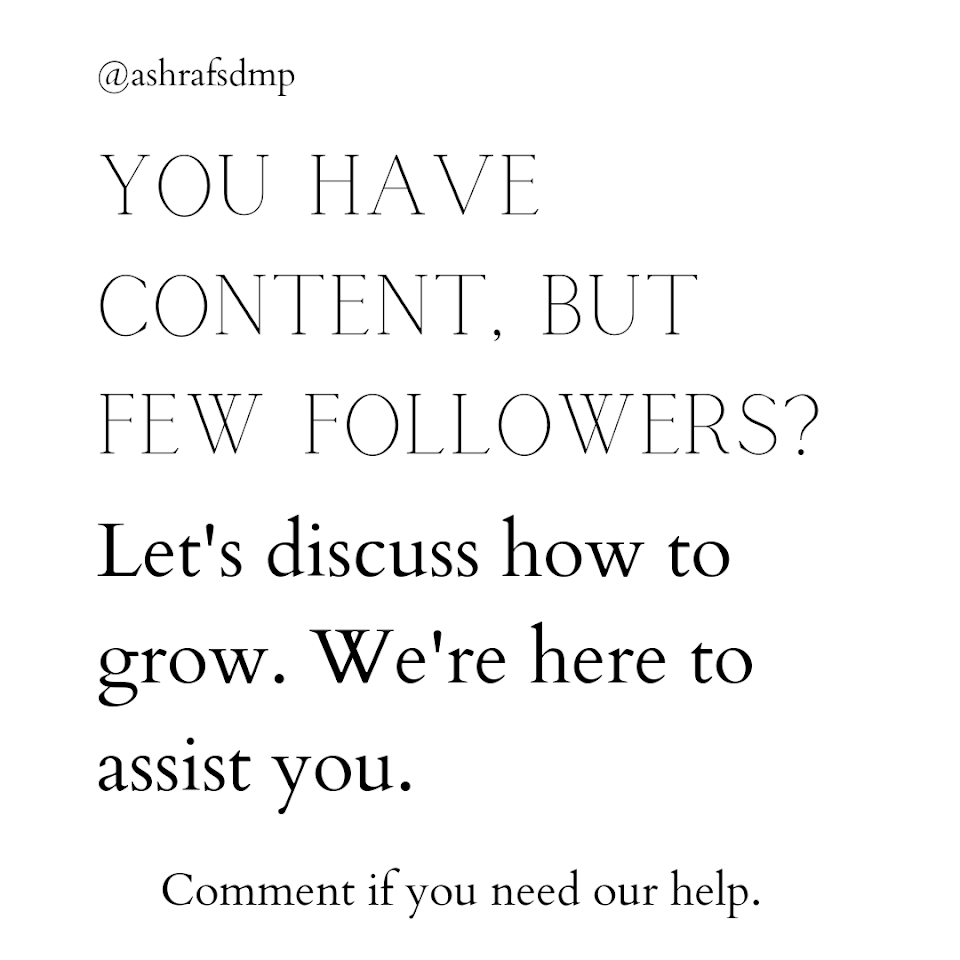 @ashrafsdmp
YOU HAVE
CONTENT, BUT
FEW FOLLOWERS?
Let's discuss how to
grow. We're here to
assist you.
Comment if you need our help.